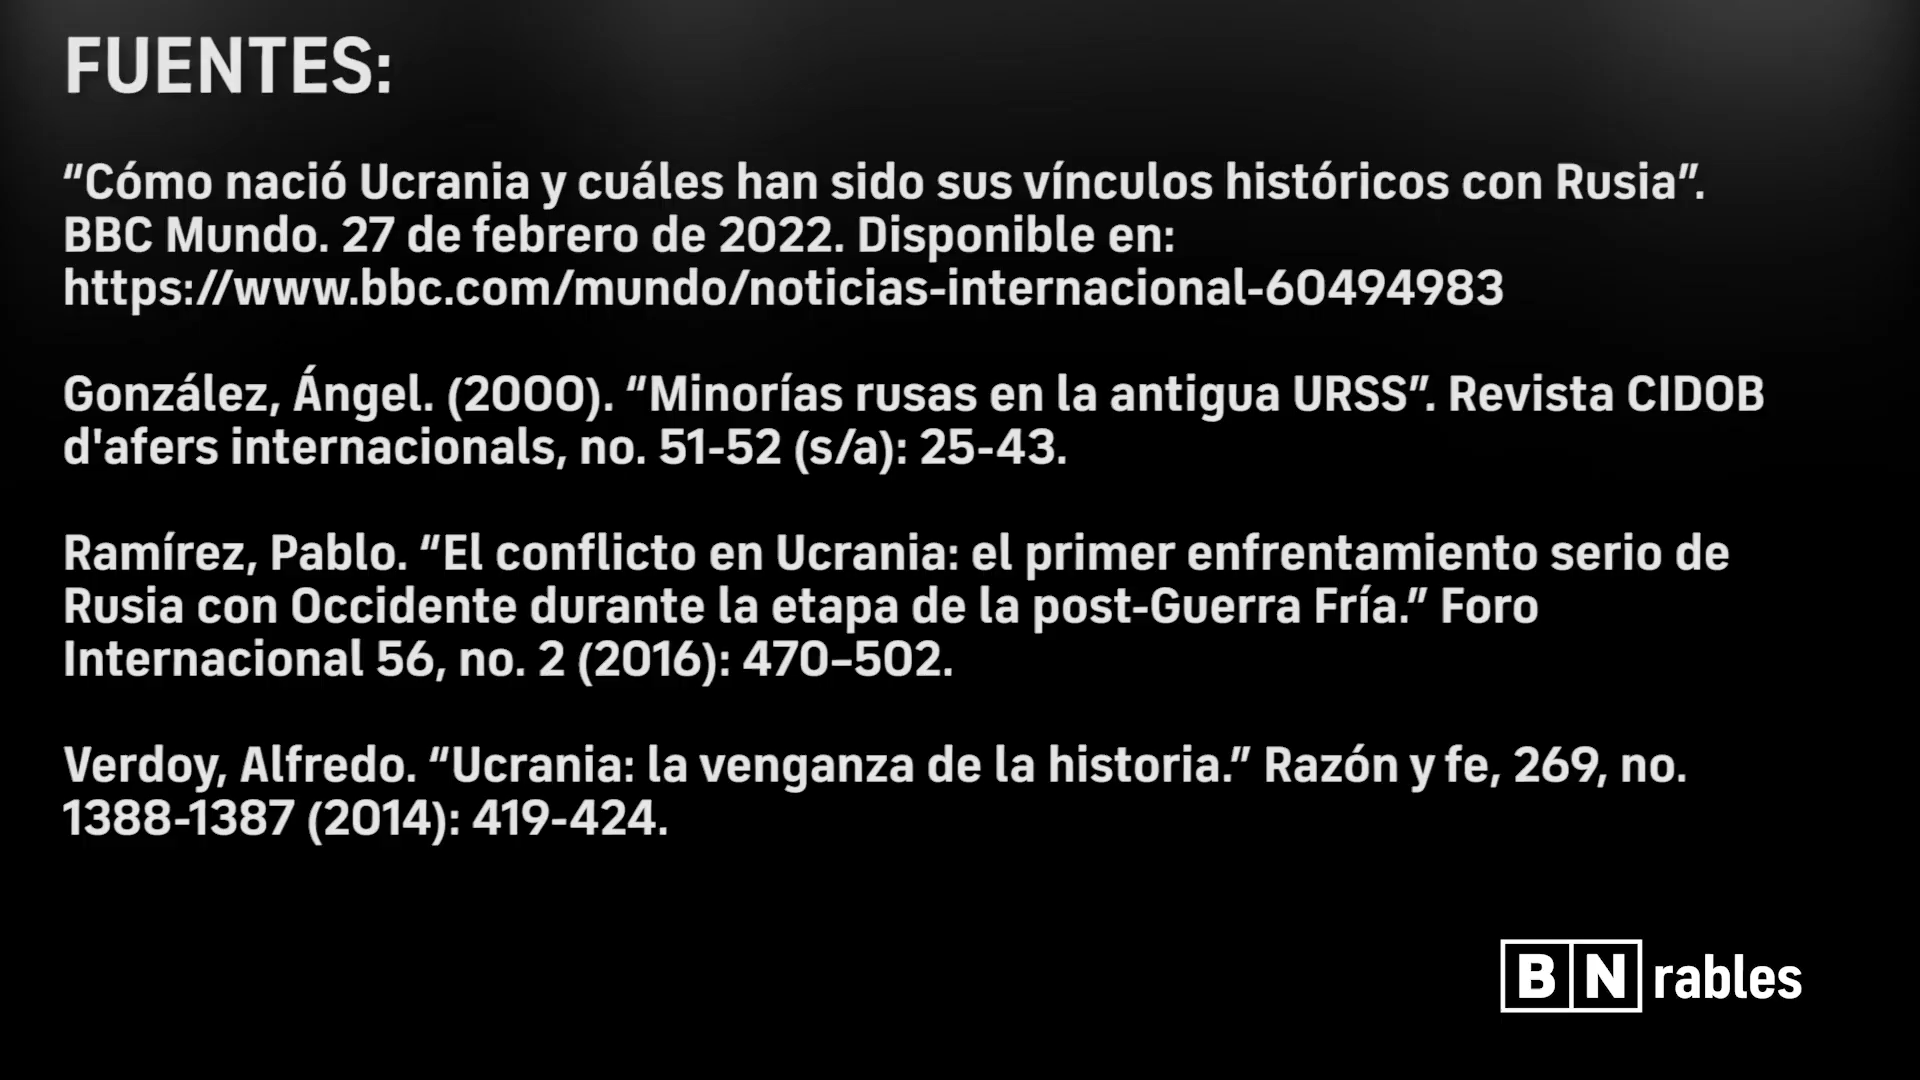 FUENTES:
“Cómo nació Ucrania y cuáles han sido sus vínculos históricos con Rusia”.
BBC Mundo. 27 de febrero de 2022. Disponible en:
https://www.bbc.com/mundo/noticias-internacional-60494983
González, Ángel. (2000). “Minorías rusas en la antigua URSS”. Revista CIDOB
d'afers internacionals, no. 51-52 (s/a): 25-43.
Ramírez, Pablo. “El conflicto en Ucrania: el primer enfrentamiento serio de
Rusia con Occidente durante la etapa de la post-Guerra Fría.” Foro
Internacional 56, no. 2 (2016): 470–502.
Verdoy, Alfredo. “Ucrania: la venganza de la historia.” Razón y fe, 269, no.
1388-1387 (2014): 419-424.
BN rables